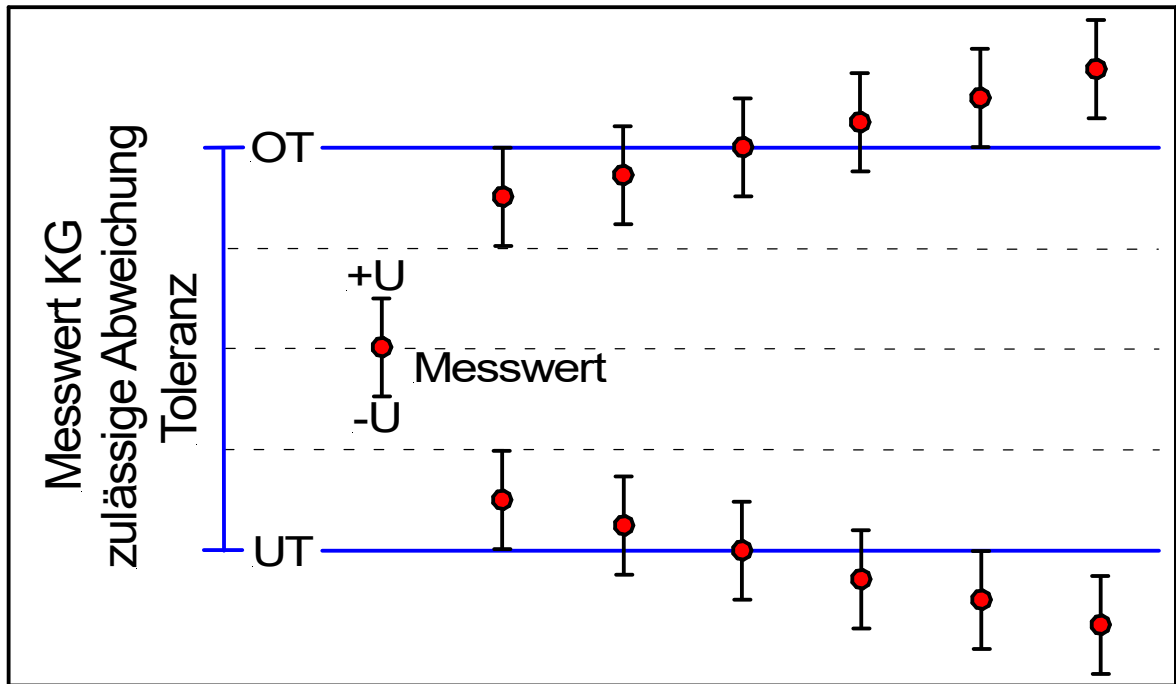 Messwert KG
zulässige Abweichung
Toleranz
OT
+U
Messwert
-U
UT